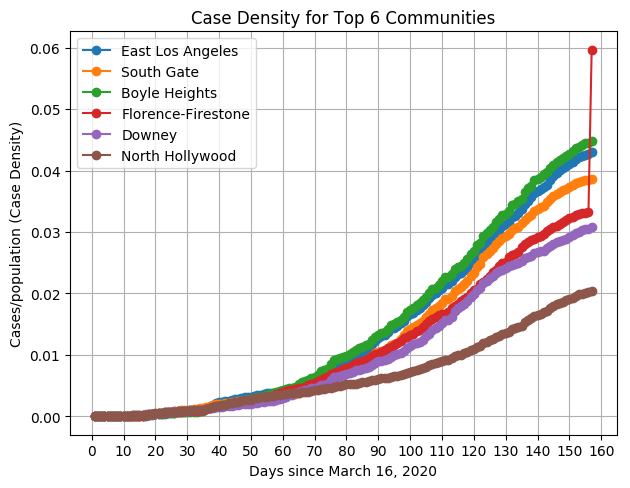 Case Density for Top 6 Communities
Cases/population (Case Density)
0.06
0.05
0.04
0.03
0.02
0.01
0.00
East Los Angeles
South Gate
Boyle Heights
Florence-Firestone
Downey
North Hollywood
0 10 20 30 40 50 60 70 80 90 100 110 120 130 140 150 160
Days since March 16, 2020